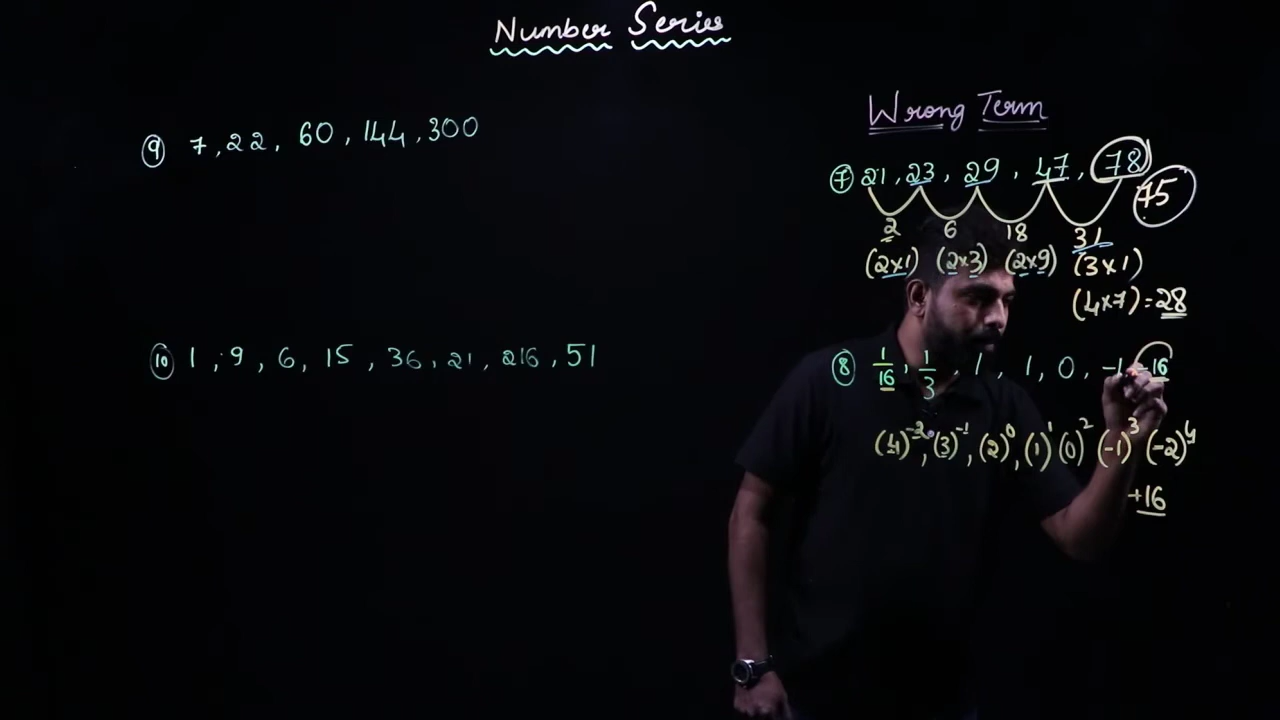 Number Series
⑨ 7, 22, 60, 144, 300
⑩ 1, 9, 6, 15, 36, 21, 216, 51
Wrong Term
⑦ 21, 23, 29, 47, 78
75
2 6 18 31
(2×1) (2×3) (2×9) (3×1)
(4×7) = 28
⑧ 1/16, 1/3, 1, 1, 0, -1, -16
(4)⁻², (3)⁻¹, (2)⁰, (1)¹ (0)² (-1)³ (-2)⁴
+16